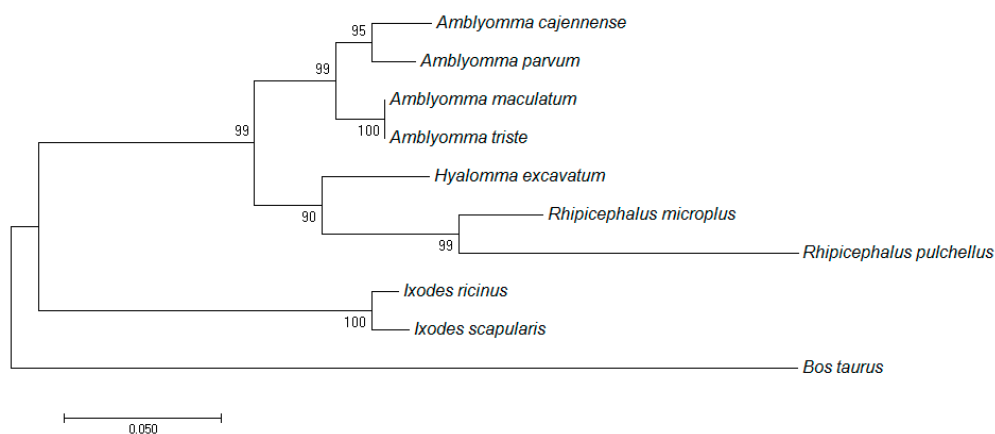 Amblyomma cajennense
95
Amblyomma parvum
99
Amblyomma maculatum
99
100
Amblyomma triste
Hyalomma excavatum
90
Rhipicephalus microplus
99
Rhipicephalus pulchellus
Ixodes ricinus
100
Ixodes scapularis
Bos taurus
0.050